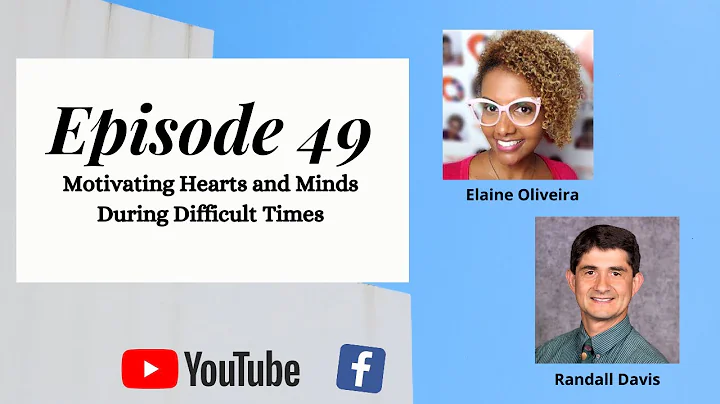 Episode 49
Motivating Hearts and Minds
During Difficult Times
Elaine Oliveira
Randall Davis
YouTube
f